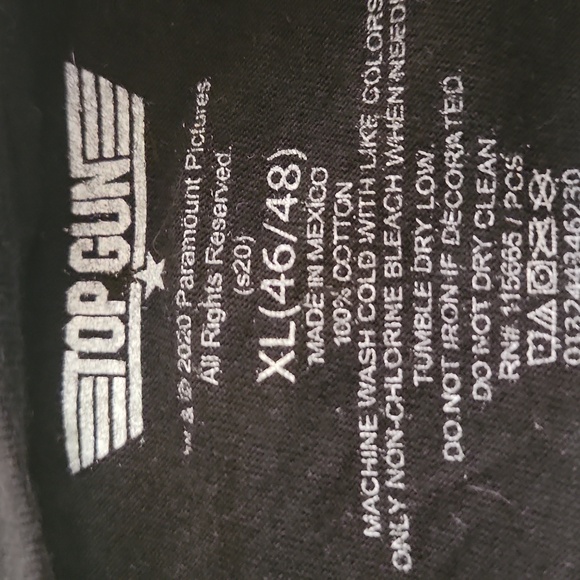 TOP GUN
™ & © 2020 Paramount Pictures.
All Rights Reserved.
(s20)
XL(46/48)
MADE IN MEXICO
100% COTTON
MACHINE WASH COLD WITH LIKE COLORS
ONLY NON-CHLORINE BLEACH WHEN NEEDE
TUMBLE DRY LOW
DO NOT IRON IF DECORATED
DO NOT DRY CLEAN
RN# 115665 / PCS